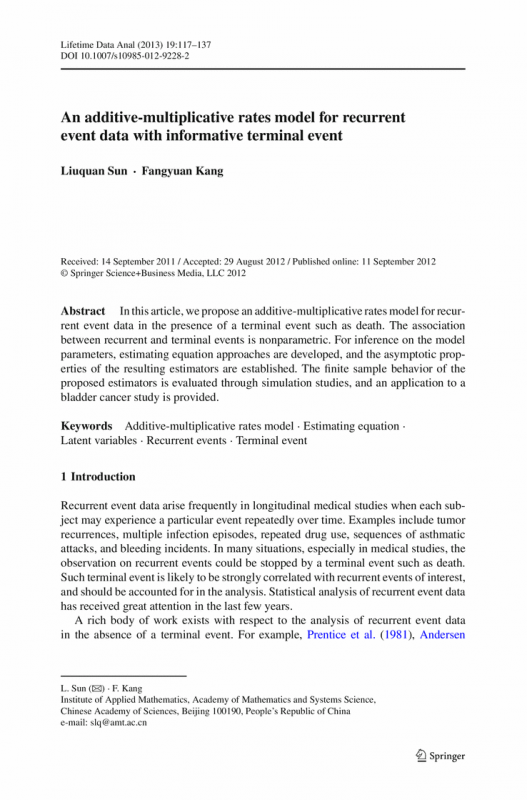 Lifetime Data Anal (2013) 19:117–137
DOI 10.1007/s10985-012-9228-2
An additive-multiplicative rates model for recurrent
event data with informative terminal event
Liuquan Sun · Fangyuan Kang
Received: 14 September 2011 / Accepted: 29 August 2012 / Published online: 11 September 2012
© Springer Science+Business Media, LLC 2012
Abstract In this article, we propose an additive-multiplicative rates model for recur-
rent event data in the presence of a terminal event such as death. The association
between recurrent and terminal events is nonparametric. For inference on the model
parameters, estimating equation approaches are developed, and the asymptotic prop-
erties of the resulting estimators are established. The finite sample behavior of the
proposed estimators is evaluated through simulation studies, and an application to a
bladder cancer study is provided.
Keywords Additive-multiplicative rates model · Estimating equation ·
Latent variables · Recurrent events · Terminal event
1 Introduction
Recurrent event data arise frequently in longitudinal medical studies when each sub-
ject may experience a particular event repeatedly over time. Examples include tumor
recurrences, multiple infection episodes, repeated drug use, sequences of asthmatic
attacks, and bleeding incidents. In many situations, especially in medical studies, the
observation on recurrent events could be stopped by a terminal event such as death.
Such terminal event is likely to be strongly correlated with recurrent events of interest,
and should be accounted for in the analysis. Statistical analysis of recurrent event data
has received great attention in the last few years.
A rich body of work exists with respect to the analysis of recurrent event data
in the absence of a terminal event. For example, Prentice et al. (1981), Andersen
L. Sun (✉) · F. Kang
Institute of Applied Mathematics, Academy of Mathematics and Systems Science,
Chinese Academy of Sciences, Beijing 100190, People's Republic of China
e-mail: slq@amt.ac.cn
Springer